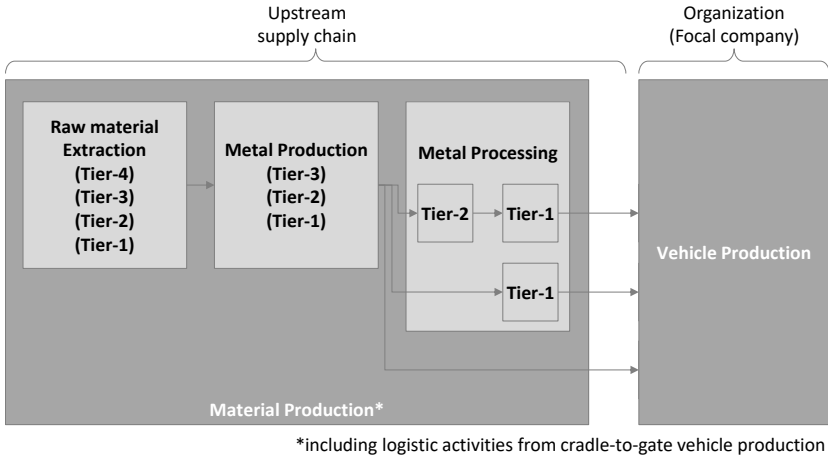 Upstream
supply chain
Organization
(Focal company)
Raw material
Extraction
(Tier-4)
(Tier-3)
(Tier-2)
(Tier-1)
Metal Production
(Tier-3)
(Tier-2)
(Tier-1)
Metal Processing
Tier-2
Tier-1
Tier-1
Vehicle Production
Material Production*
*including logistic activities from cradle-to-gate vehicle production